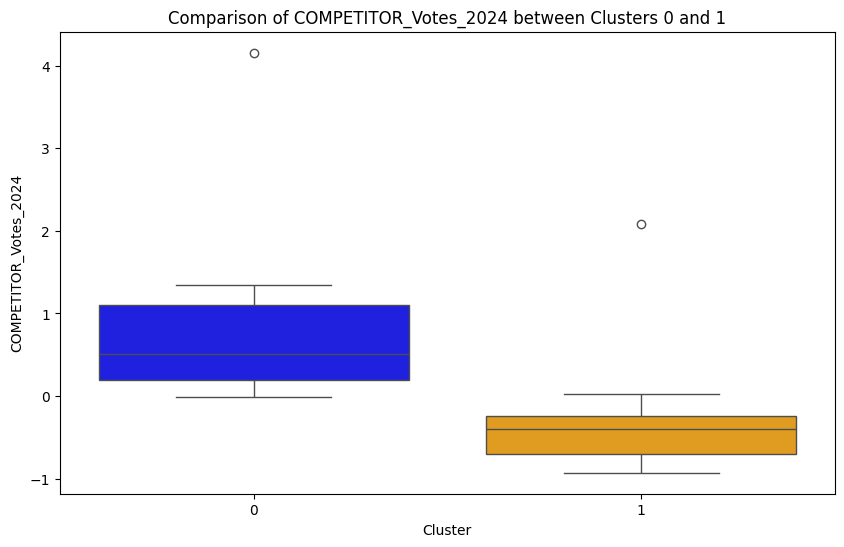 Comparison of COMPETITOR_Votes_2024 between Clusters 0 and 1
COMPETITOR_Votes_2024
4
3
2
1
0
−1
0
1
Cluster